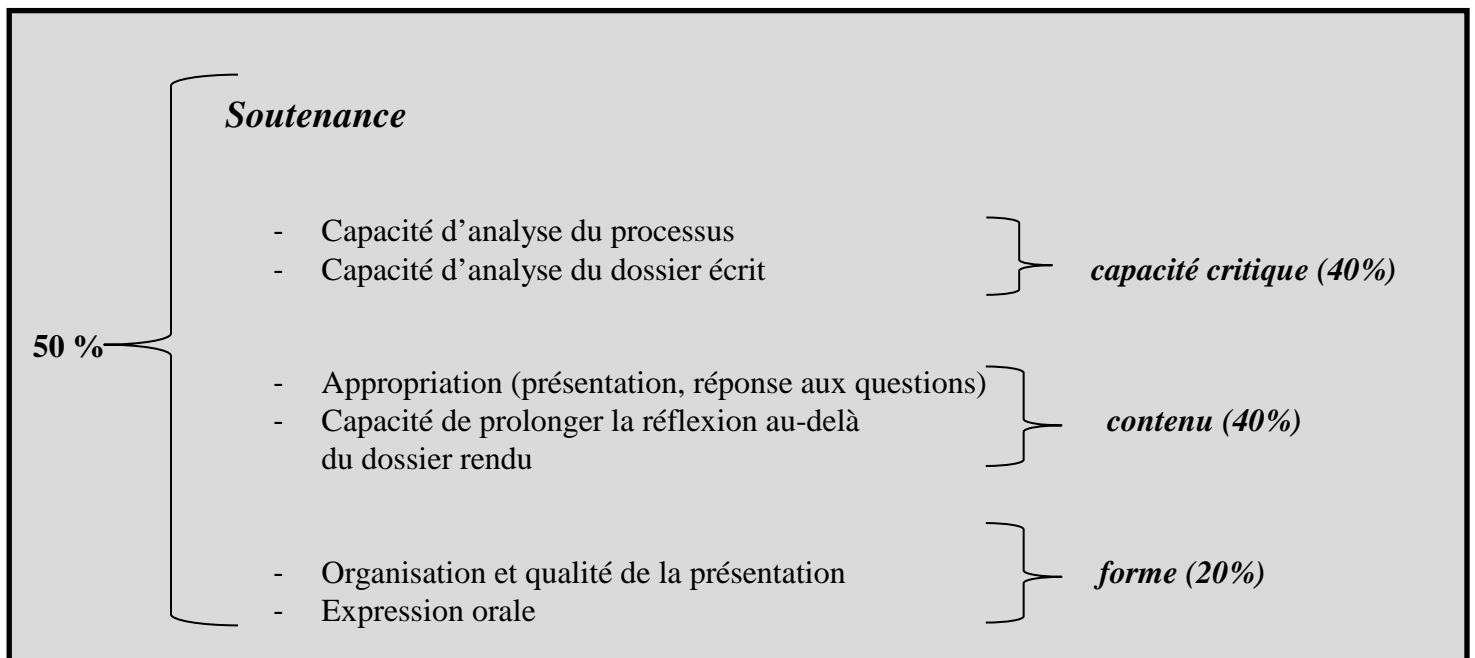 Soutenance
- Capacité d’analyse du processus
- Capacité d’analyse du dossier écrit
capacité critique (40%)
50 %
- Appropriation (présentation, réponse aux questions)
- Capacité de prolonger la réflexion au-delà
du dossier rendu
contenu (40%)
- Organisation et qualité de la présentation
- Expression orale
forme (20%)